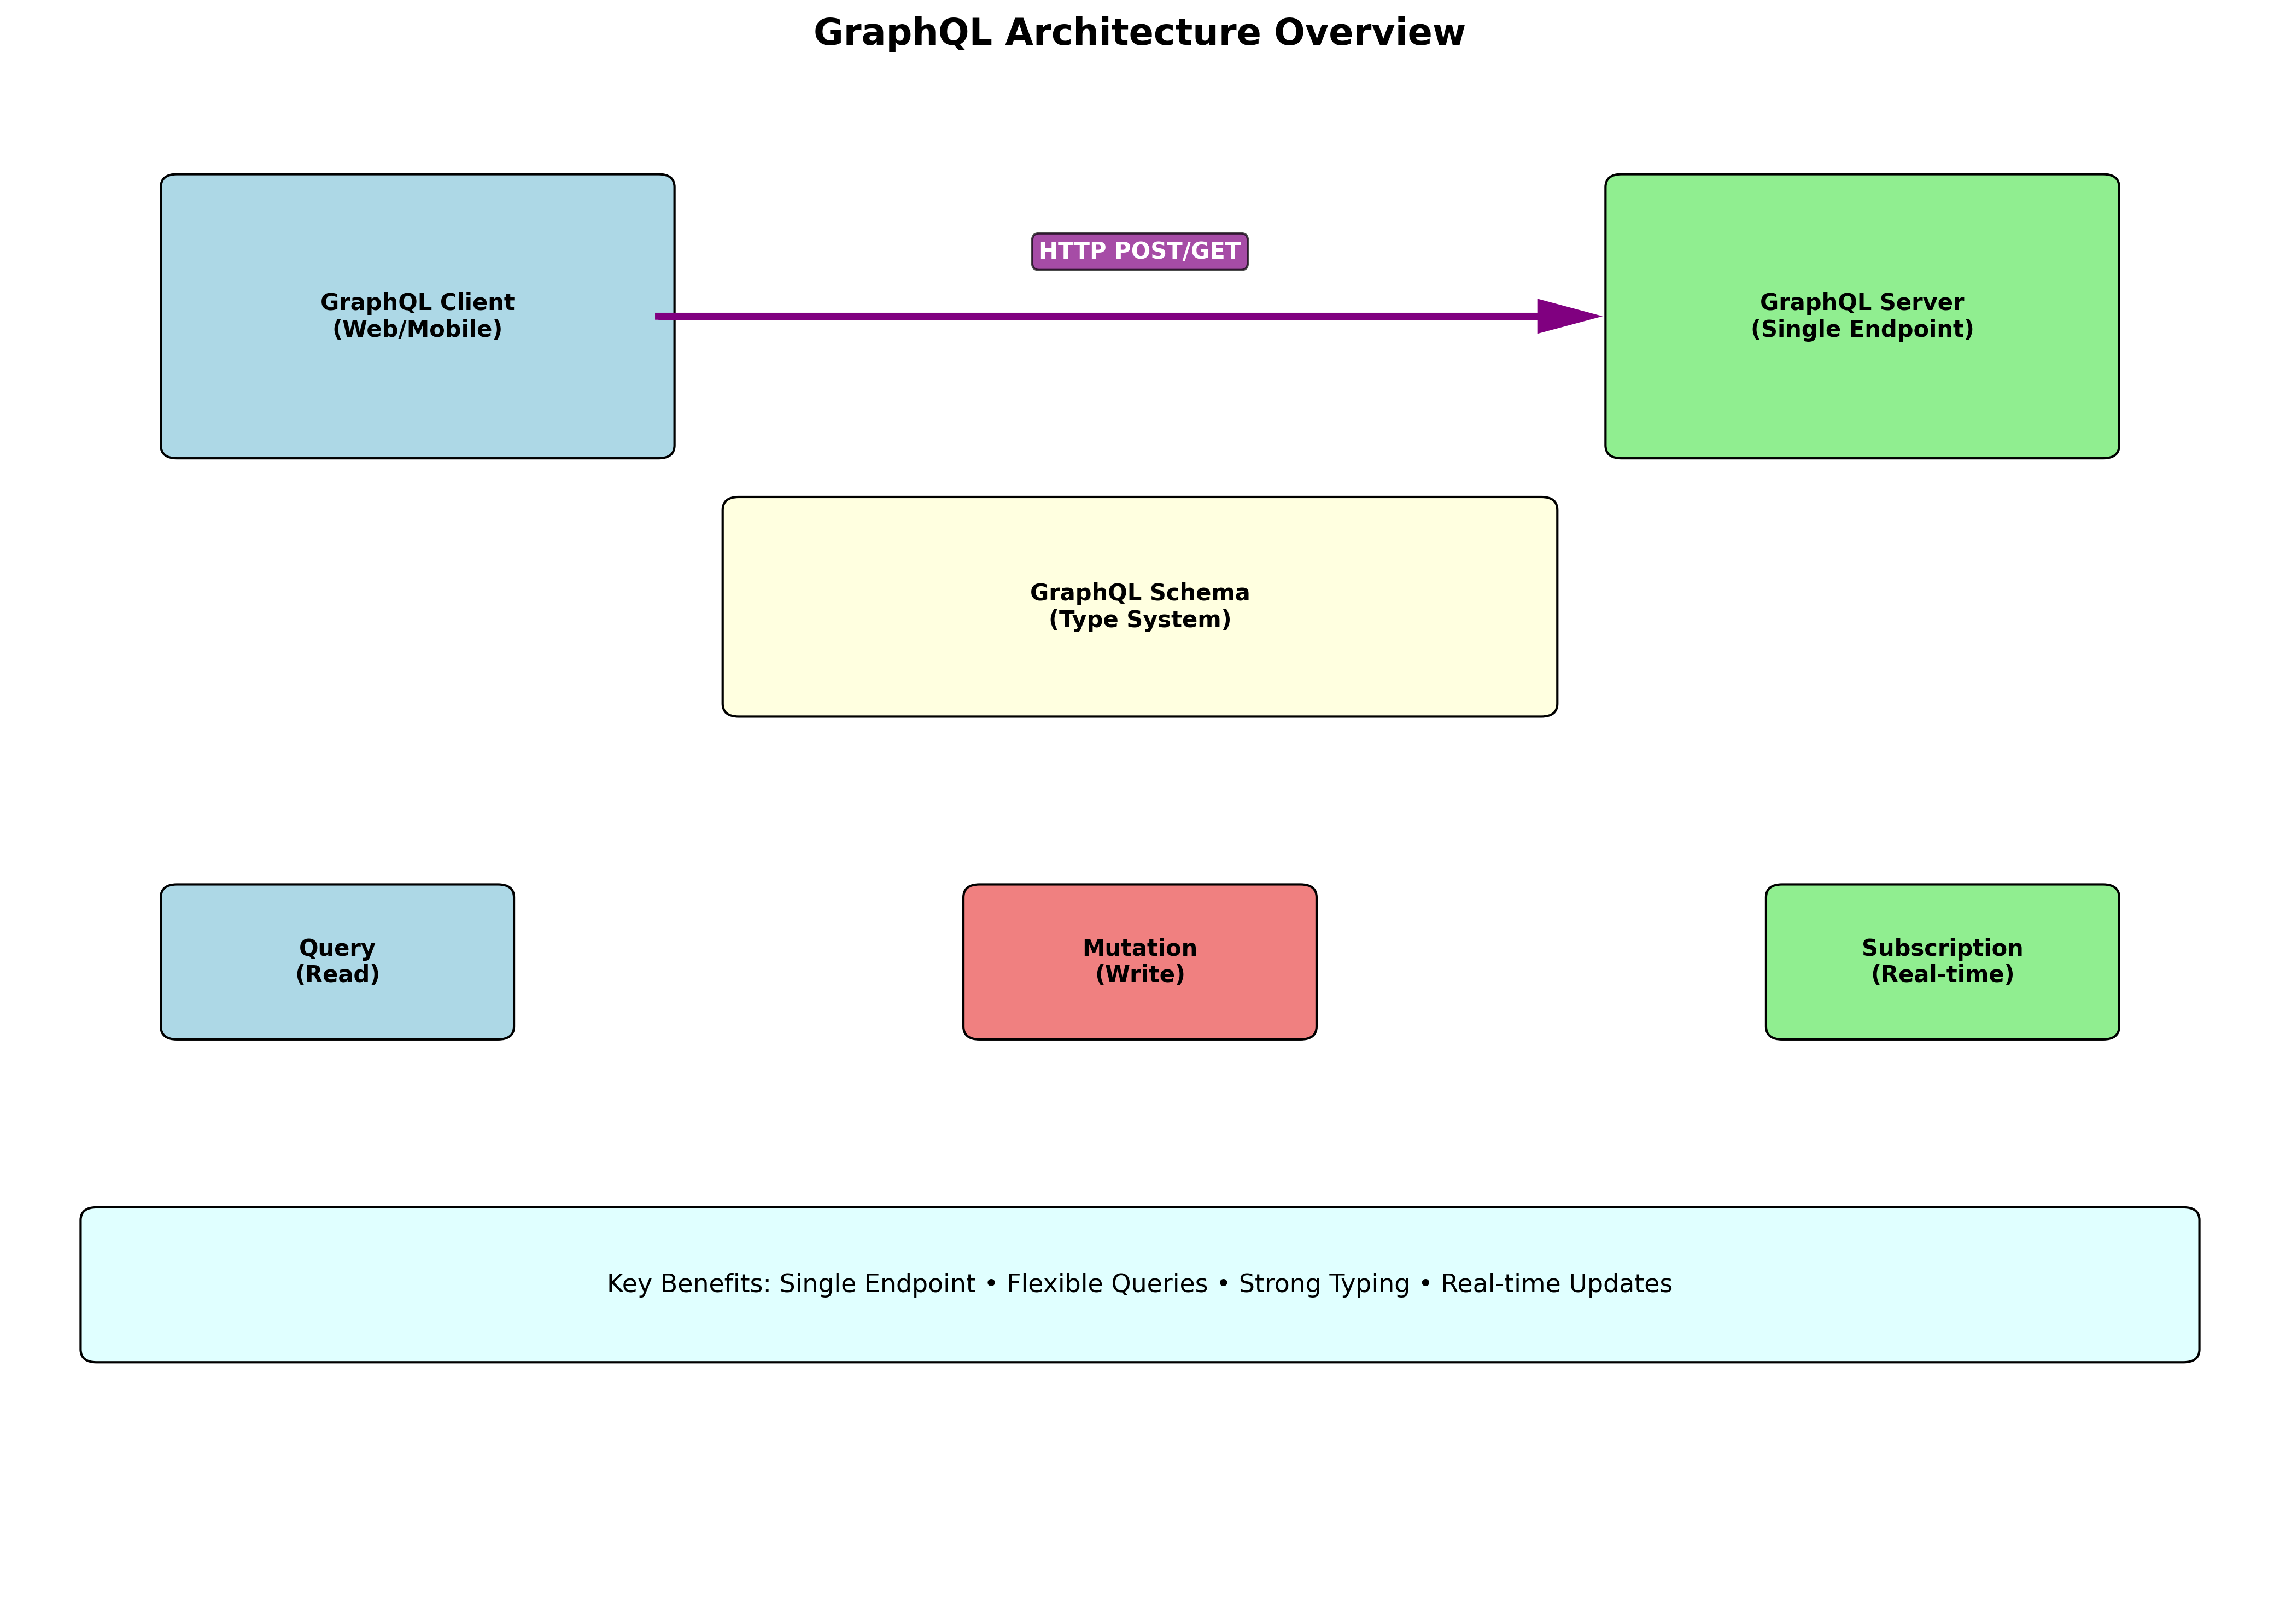 GraphQL Architecture Overview
HTTP POST/GET
GraphQL Client
(Web/Mobile)
GraphQL Server
(Single Endpoint)
GraphQL Schema
(Type System)
Query
(Read)
Mutation
(Write)
Subscription
(Real-time)
Key Benefits: Single Endpoint • Flexible Queries • Strong Typing • Real-time Updates